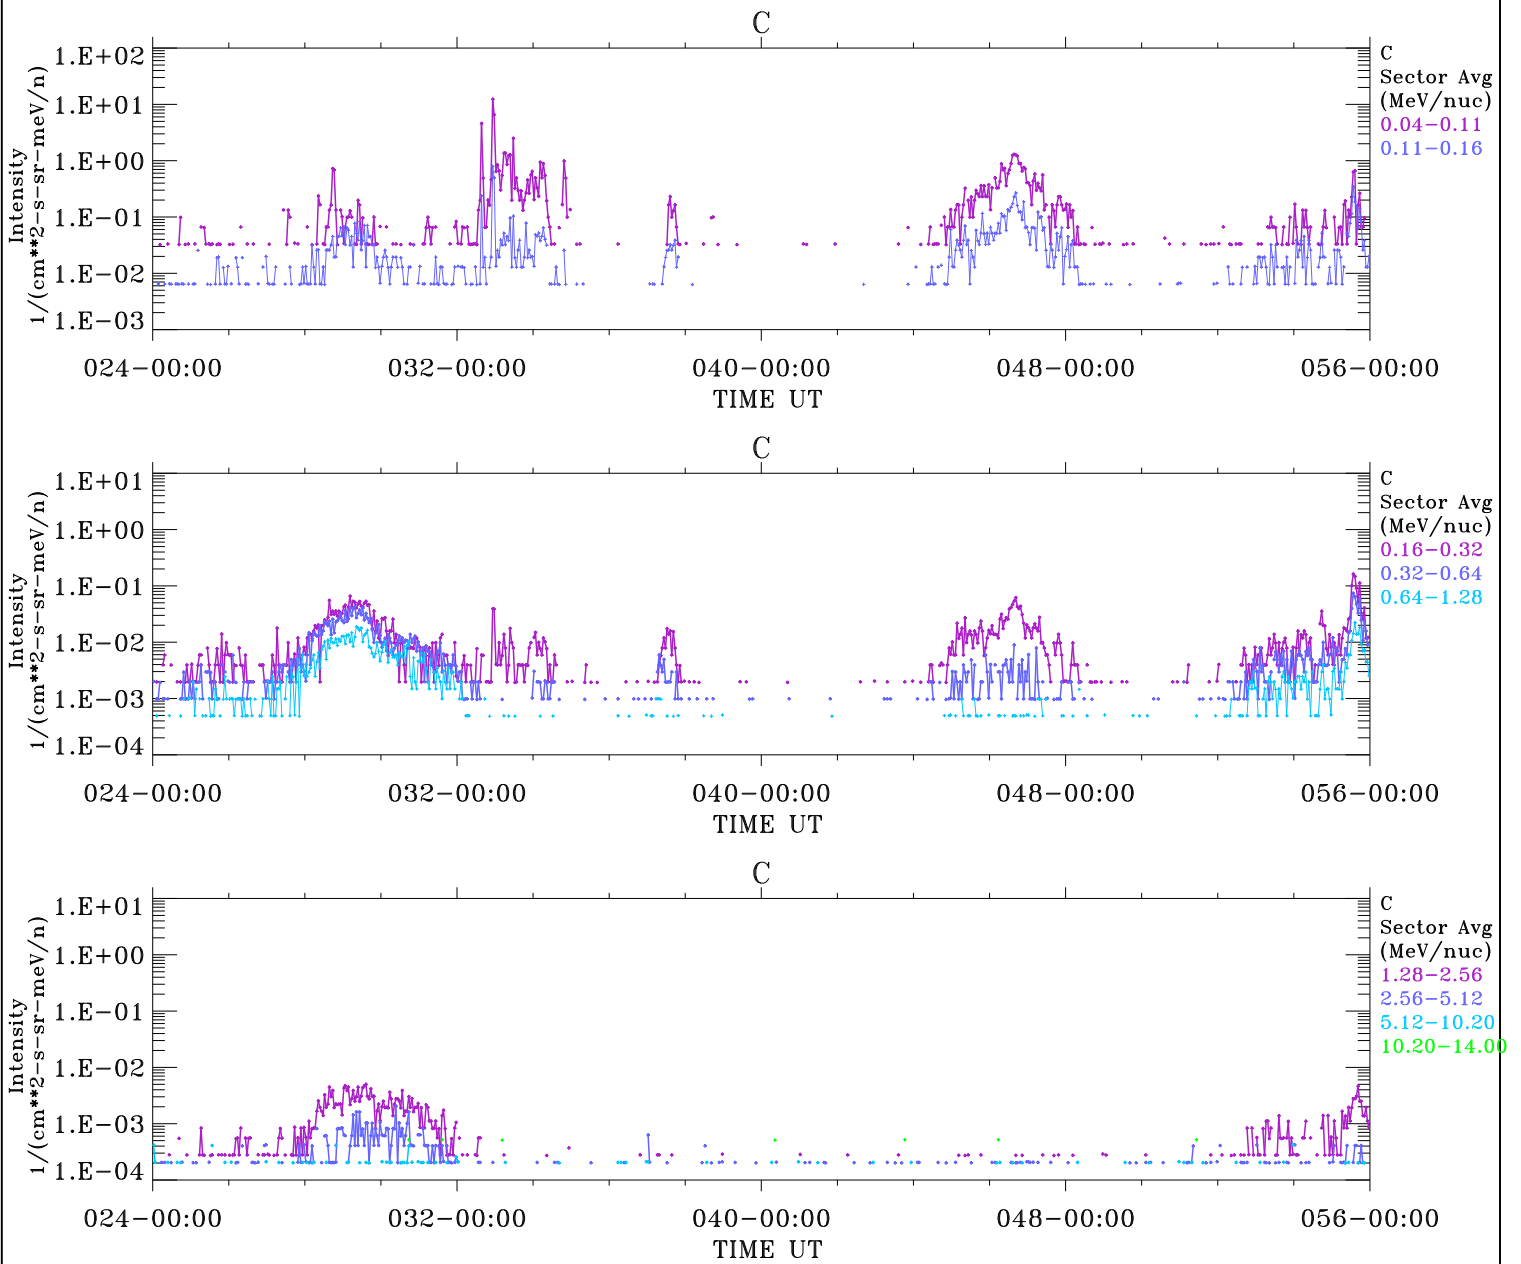 C
1.E+02
1.E+01
1.E+00
1.E-01
1.E-02
1.E-03
Intensity
1/(cm**2-s-sr-meV/n)
C
Sector Avg
(MeV/nuc)
0.04-0.11
0.11-0.16
024-00:00 032-00:00 040-00:00 048-00:00 056-00:00
TIME UT
C
1.E+01
1.E+00
1.E-01
1.E-02
1.E-03
1.E-04
Intensity
1/(cm**2-s-sr-meV/n)
C
Sector Avg
(MeV/nuc)
0.16-0.32
0.32-0.64
0.64-1.28
024-00:00 032-00:00 040-00:00 048-00:00 056-00:00
TIME UT
C
1.E+01
1.E+00
1.E-01
1.E-02
1.E-03
1.E-04
Intensity
1/(cm**2-s-sr-meV/n)
C
Sector Avg
(MeV/nuc)
1.28-2.56
2.56-5.12
5.12-10.20
10.20-14.00
024-00:00 032-00:00 040-00:00 048-00:00 056-00:00
TIME UT